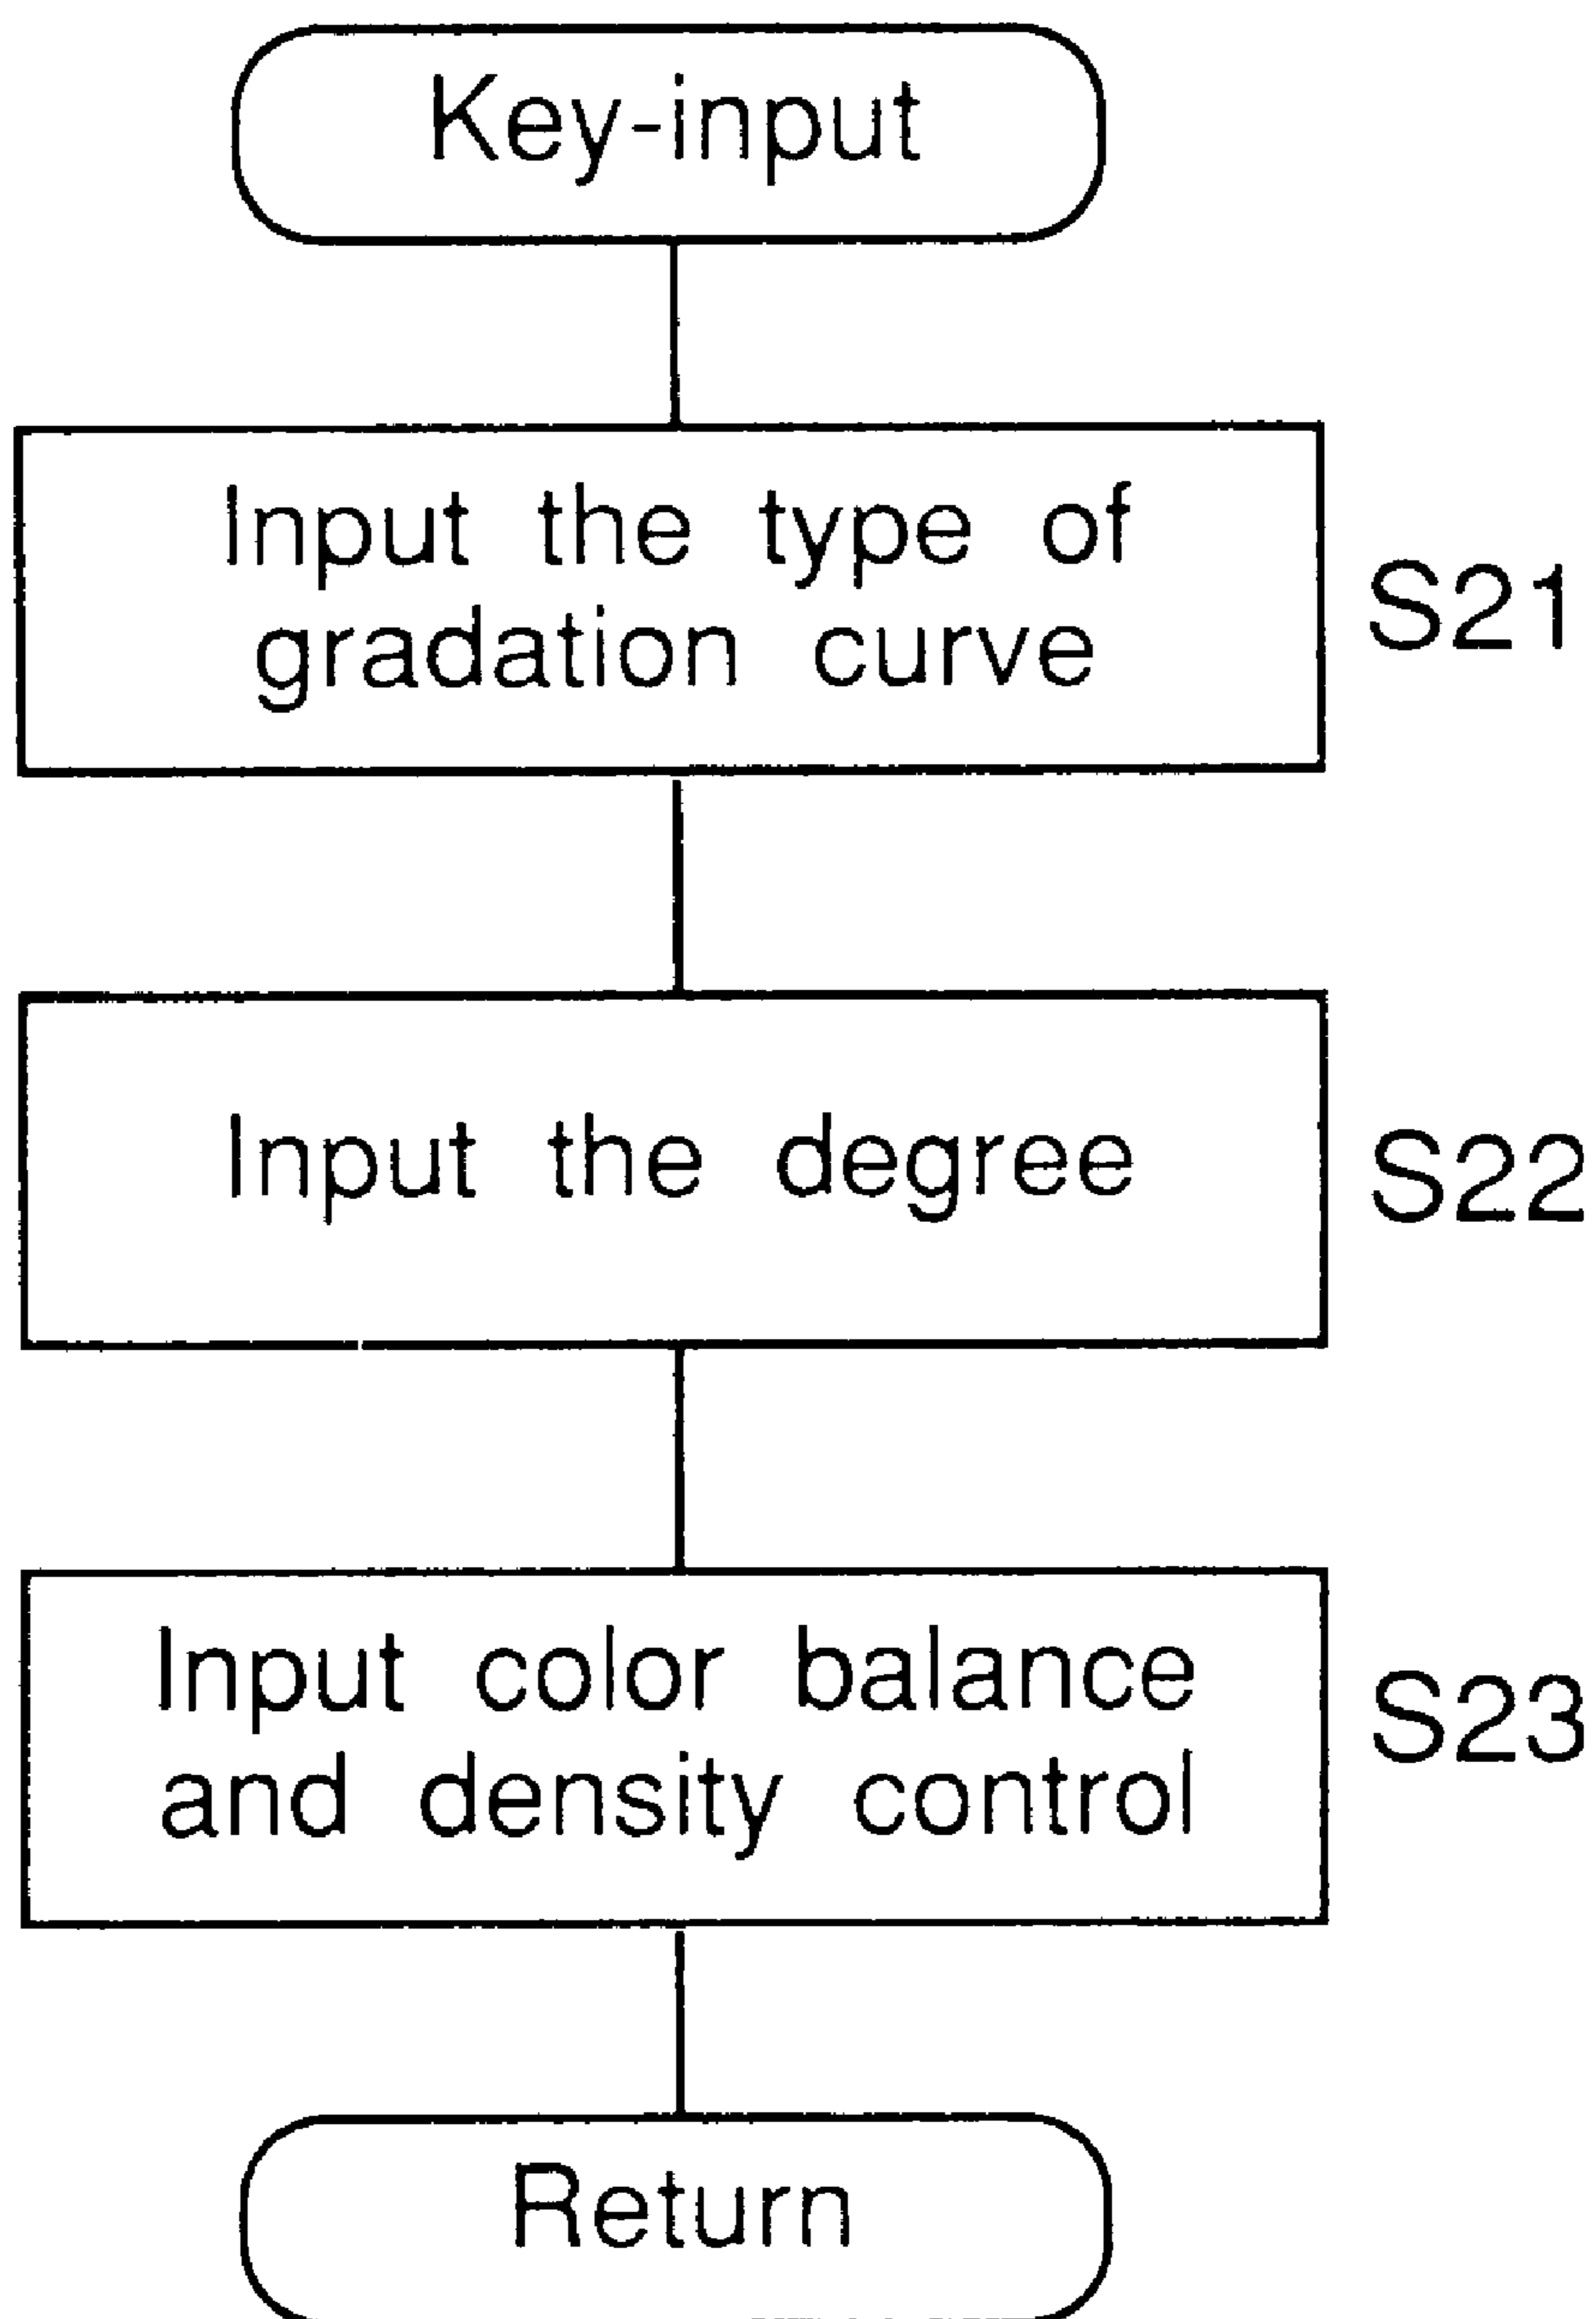 Key-input
Input the type of
gradation curve
S21
Input the degree
S22
Input color balance
and density control
S23
Return